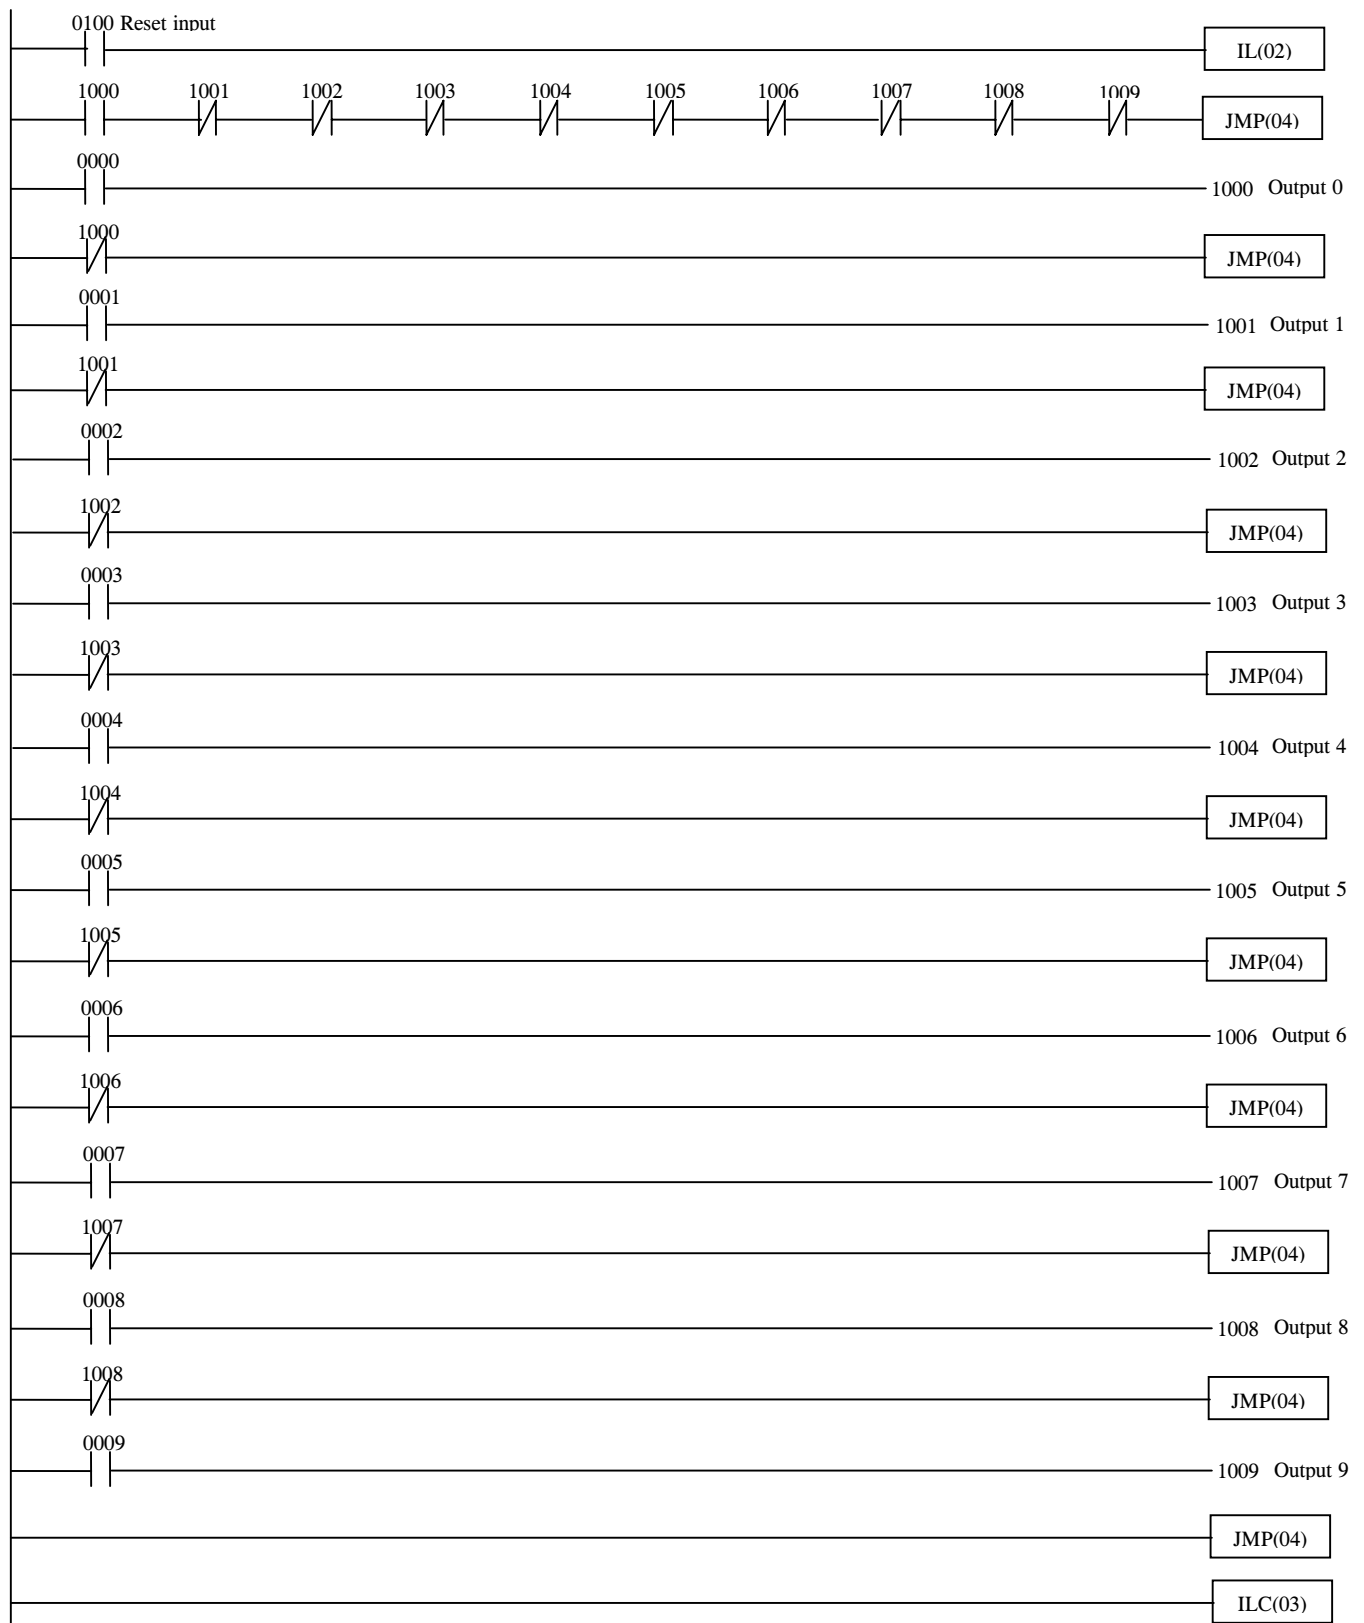 0100 Reset input
IL(02)
1000 1001 1002 1003 1004 1005 1006 1007 1008 1009
JMP(04)
0000
1000 Output 0
1000
JMP(04)
0001
1001 Output 1
1001
JMP(04)
0002
1002 Output 2
1002
JMP(04)
0003
1003 Output 3
1003
JMP(04)
0004
1004 Output 4
1004
JMP(04)
0005
1005 Output 5
1005
JMP(04)
0006
1006 Output 6
1006
JMP(04)
0007
1007 Output 7
1007
JMP(04)
0008
1008 Output 8
1008
JMP(04)
0009
1009 Output 9
JMP(04)
ILC(03)